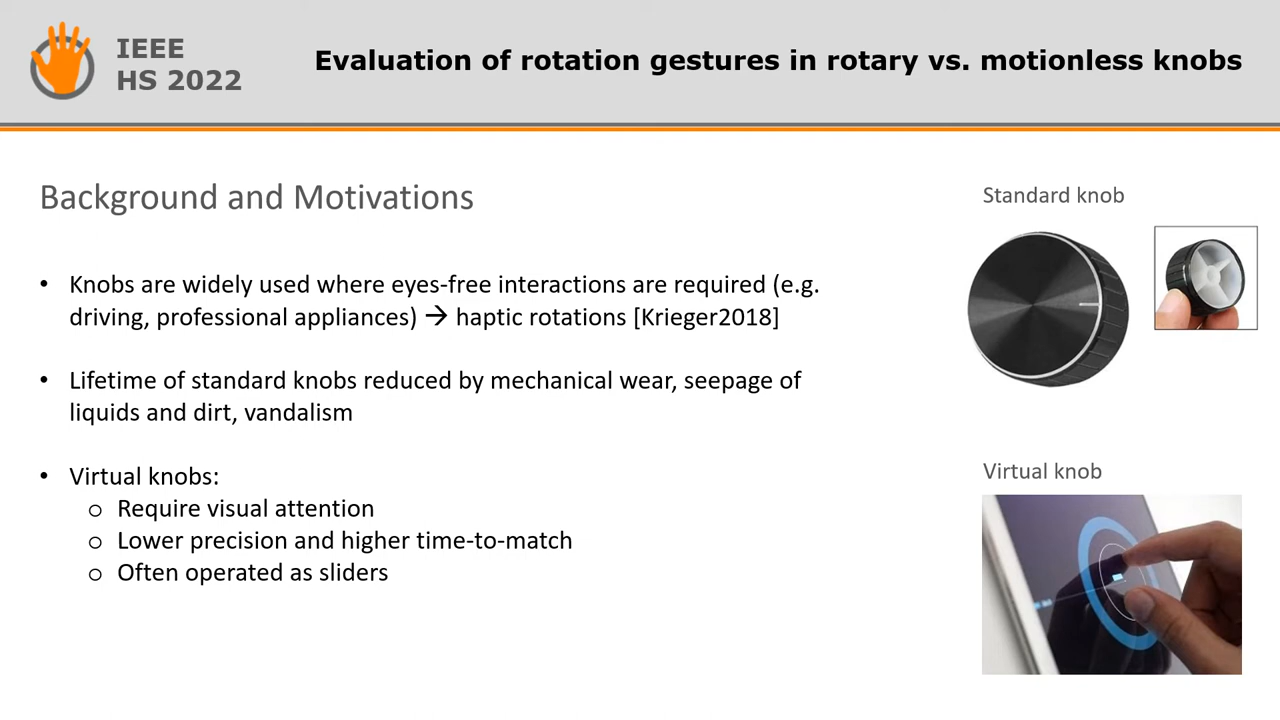 IEEE
HS 2022
Evaluation of rotation gestures in rotary vs. motionless knobs
Background and Motivations
• Knobs are widely used where eyes-free interactions are required (e.g.
driving, professional appliances) → haptic rotations [Krieger2018]
• Lifetime of standard knobs reduced by mechanical wear, seepage of
liquids and dirt, vandalism
• Virtual knobs:
o Require visual attention
o Lower precision and higher time-to-match
o Often operated as sliders
Standard knob
Virtual knob